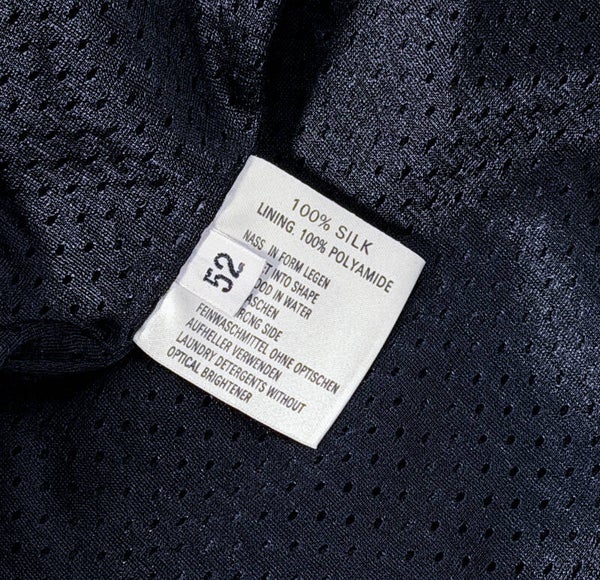 100% SILK
LINING, 100% POLYAMIDE
NASS IN FORM LEGEN
INTO SHAPE
IN WATER
SIDE
FEINWASCHMITTEL OHNE OPTISCHEN
AUFHELLER VERWENDEN
LAUNDRY DETERGENTS WITHOUT
OPTICAL BRIGHTENER
52